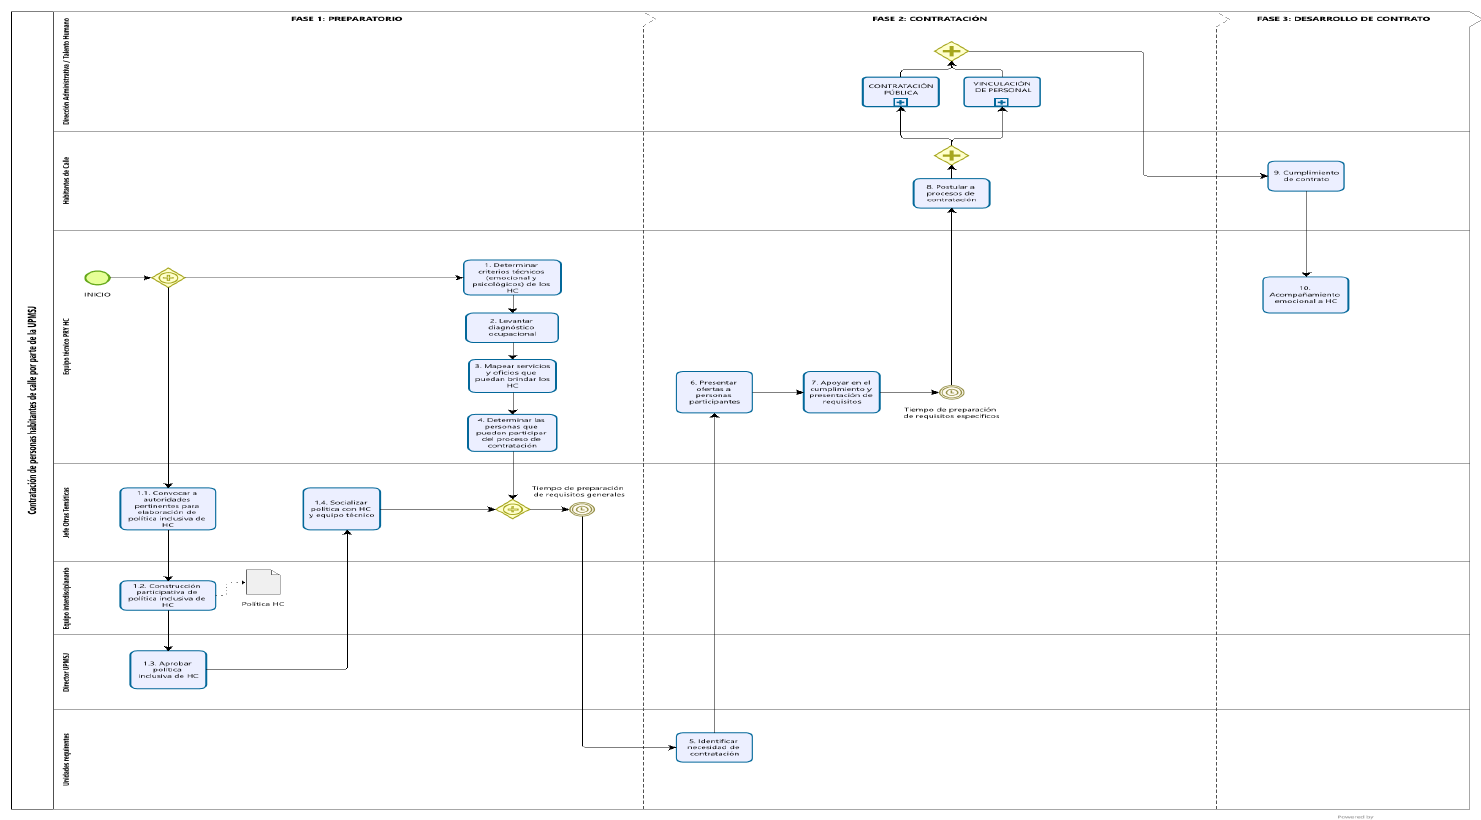 FASE 1: PREPARATORIO
FASE 2: CONTRATACIÓN
FASE 3: DESARROLLO DE CONTRATO
Contratación de personas habitantes de calle por parte de la UPMSJ
Dirección Administrativa / Talento Humano
CONTRATACIÓN
PÚBLICA
VINCULACIÓN
DE PERSONAL
Habitantes de Calle
8. Postular a
procesos de
contratación
9. Cumplimiento
de contrato
Equipo técnico PRY HC
INICIO
1. Determinar
criterios técnicos
(emocional y
psicológicos) de los
HC
2. Levantar
diagnóstico
ocupacional
3. Mapear servicios
y oficios que
puedan brindar los
HC
4. Determinar las
personas que
pueden participar
del proceso de
contratación
6. Presentar
ofertas a
personas
participantes
7. Apoyar en el
cumplimiento y
presentación de
requisitos
Tiempo de preparación
de requisitos específicos
10.
Acompañamiento
emocional a HC
Jefe Otras Temáticas
1.1. Convocar a
autoridades
pertinentes para
elaboración de
política inclusiva de
HC
1.4. Socializar
política con HC
y equipo técnico
Tiempo de preparación
de requisitos generales
Equipo interdisciplinario
1.2. Construcción
participativa de
política inclusiva de
HC
Política HC
Director UPMSJ
1.3. Aprobar
política
inclusiva de HC
Unidades requirentes
5. Identificar
necesidad de
contratación
Powered by